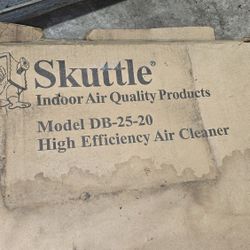 Skuttle®
Indoor Air Quality Products
Model DB-25-20
High Efficiency Air Cleaner